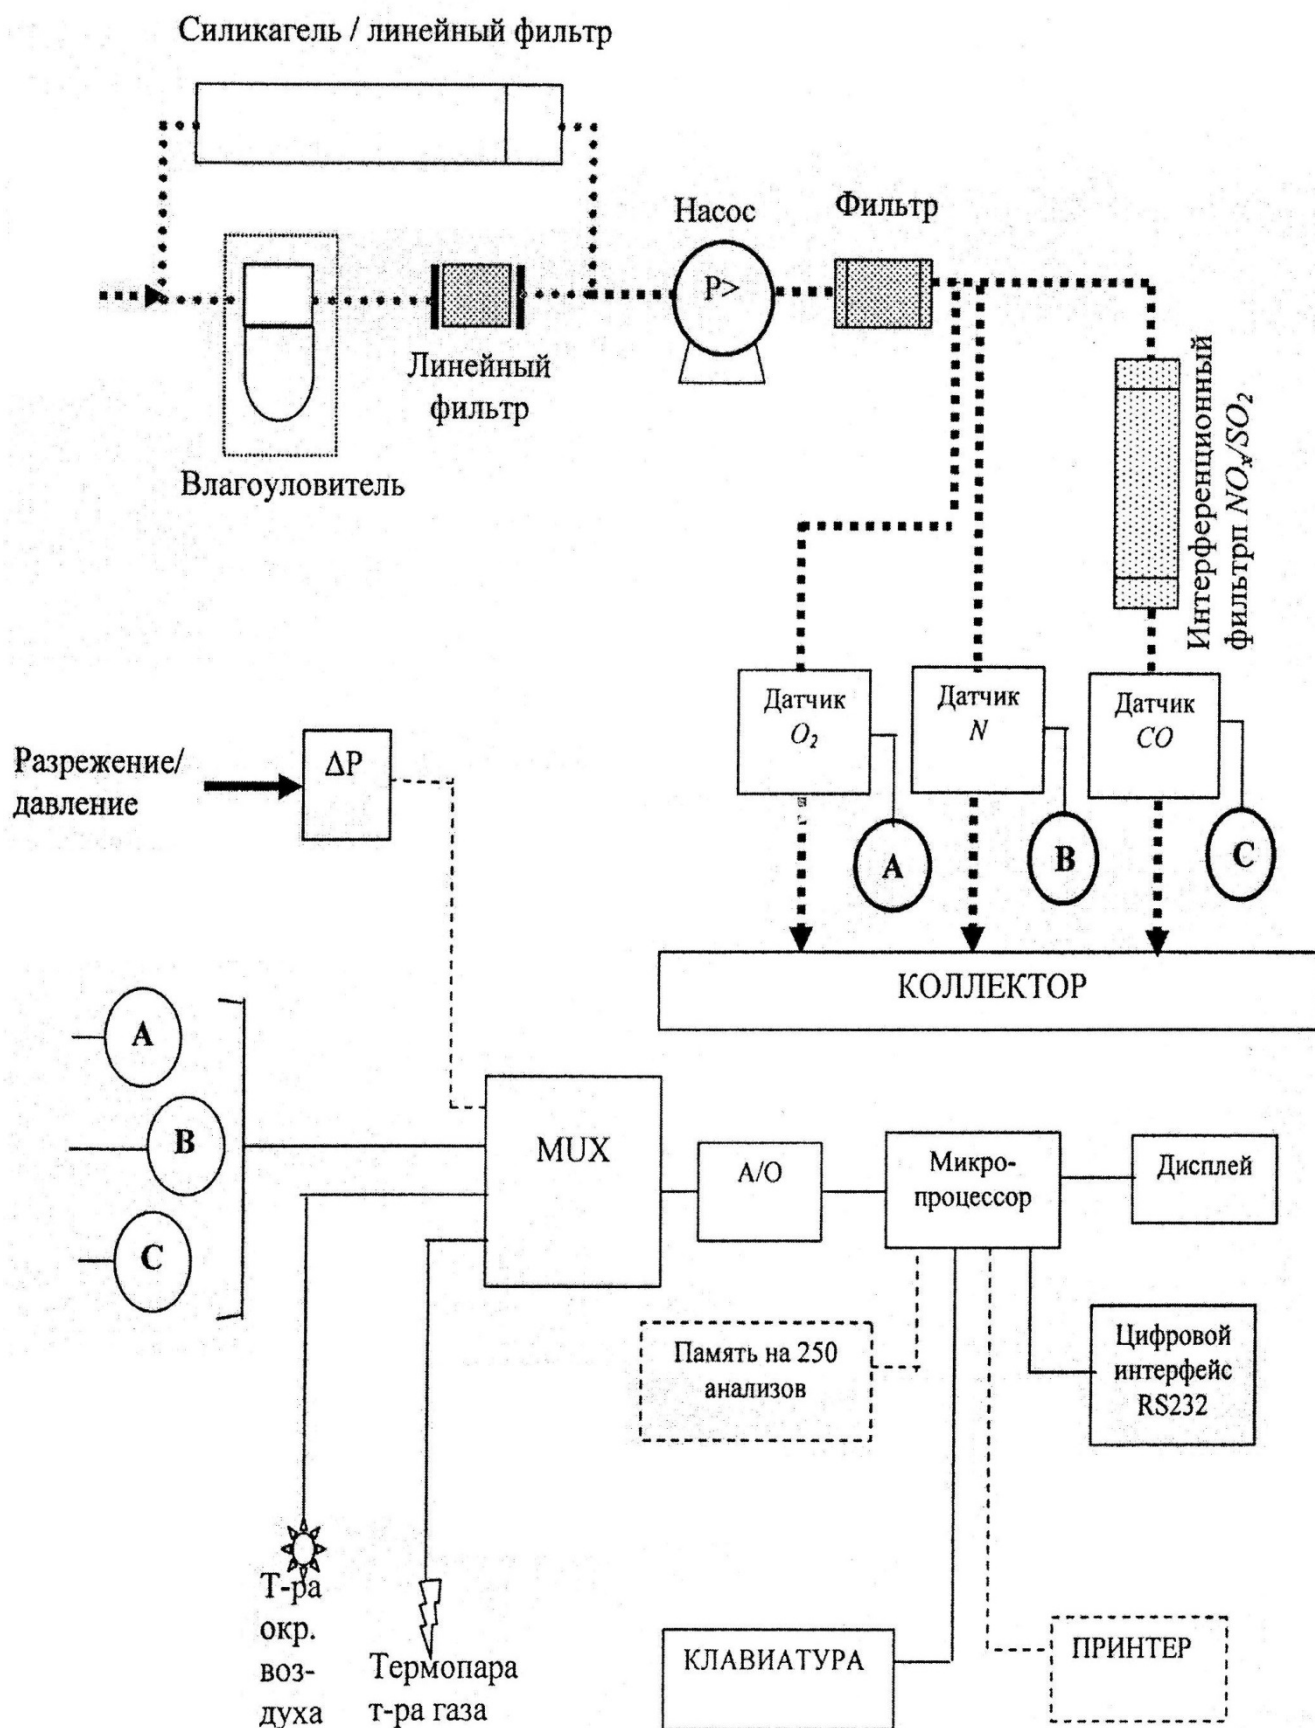 Силикагель / линейный фильтр
Насос
Фильтр
P>
Линейный
фильтр
Влагоуловитель
Интерференционный
фильтрп NOx/SO2
Датчик
O2
Датчик
N
Датчик
CO
Разрежение/
давление
ΔP
A
B
C
КОЛЛЕКТОР
A
B
C
MUX
А/О
Микро-
процессор
Дисплей
Память на 250
анализов
Цифровой
интерфейс
RS232
Т-ра
окр.
воз-
духа
Термопара
т-ра газа
КЛАВИАТУРА
ПРИНТЕР